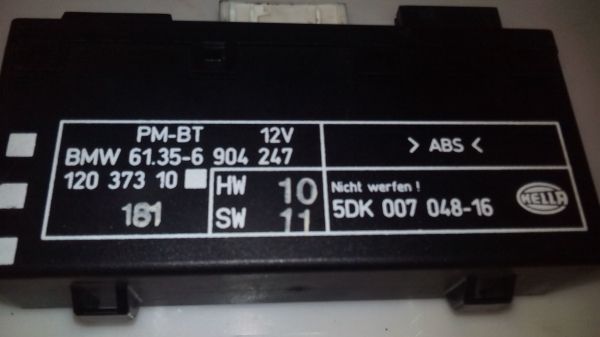 PM-BT 12V
BMW 61.35-6 904 247
120 373 10
181
HW 10
SW 11
> ABS <
Nicht werfen !
5DK 007 048-16
HELLA